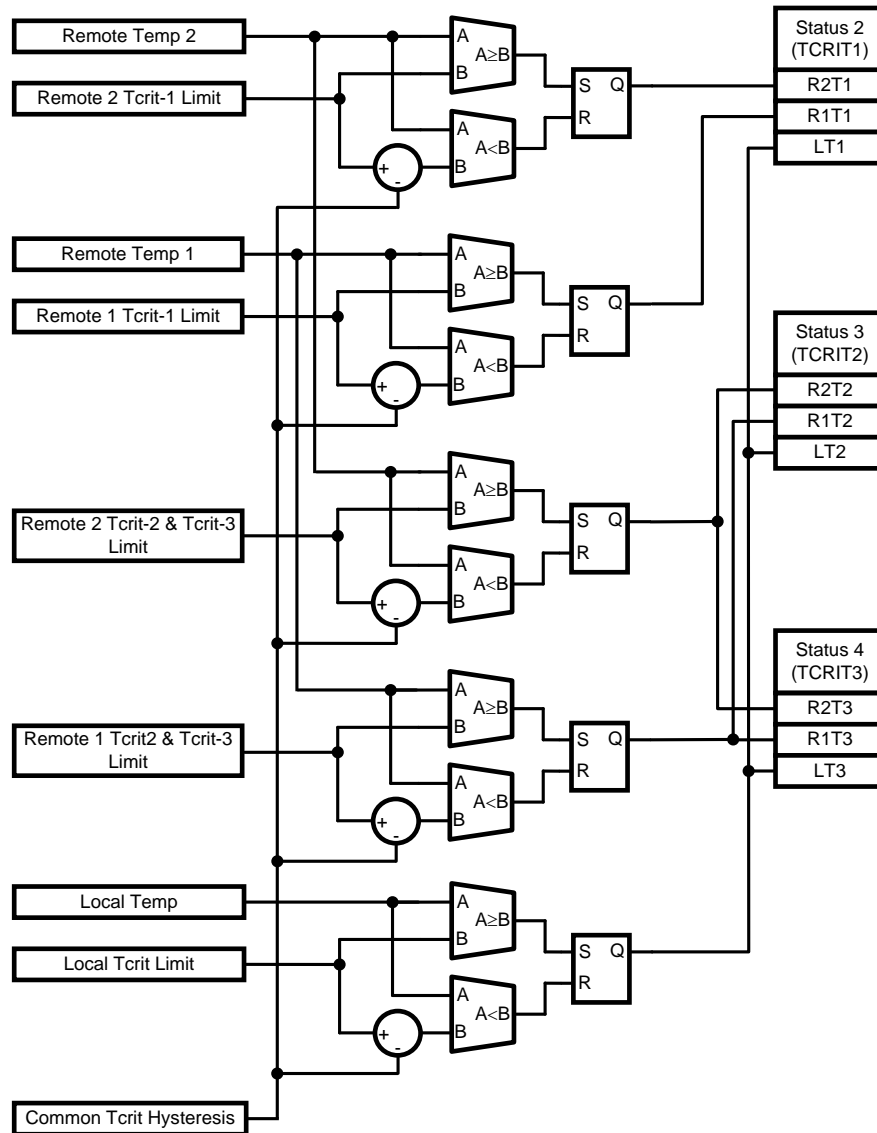 Remote Temp 2
Remote 2 Tcrit-1 Limit
A
B
A≥B
A
B
A<B
+
-
S Q
R
Status 2
(TCRIT1)
R2T1
R1T1
LT1
Remote Temp 1
Remote 1 Tcrit-1 Limit
A
B
A≥B
A
B
A<B
+
-
S Q
R
Status 3
(TCRIT2)
R2T2
R1T2
LT2
Remote 2 Tcrit-2 & Tcrit-3
Limit
A
B
A≥B
A
B
A<B
+
-
S Q
R
Status 4
(TCRIT3)
R2T3
R1T3
LT3
Remote 1 Tcrit2 & Tcrit-3
Limit
A
B
A≥B
A
B
A<B
+
-
S Q
R
Local Temp
Local Tcrit Limit
A
B
A≥B
A
B
A<B
+
-
S Q
R
Common Tcrit Hysteresis